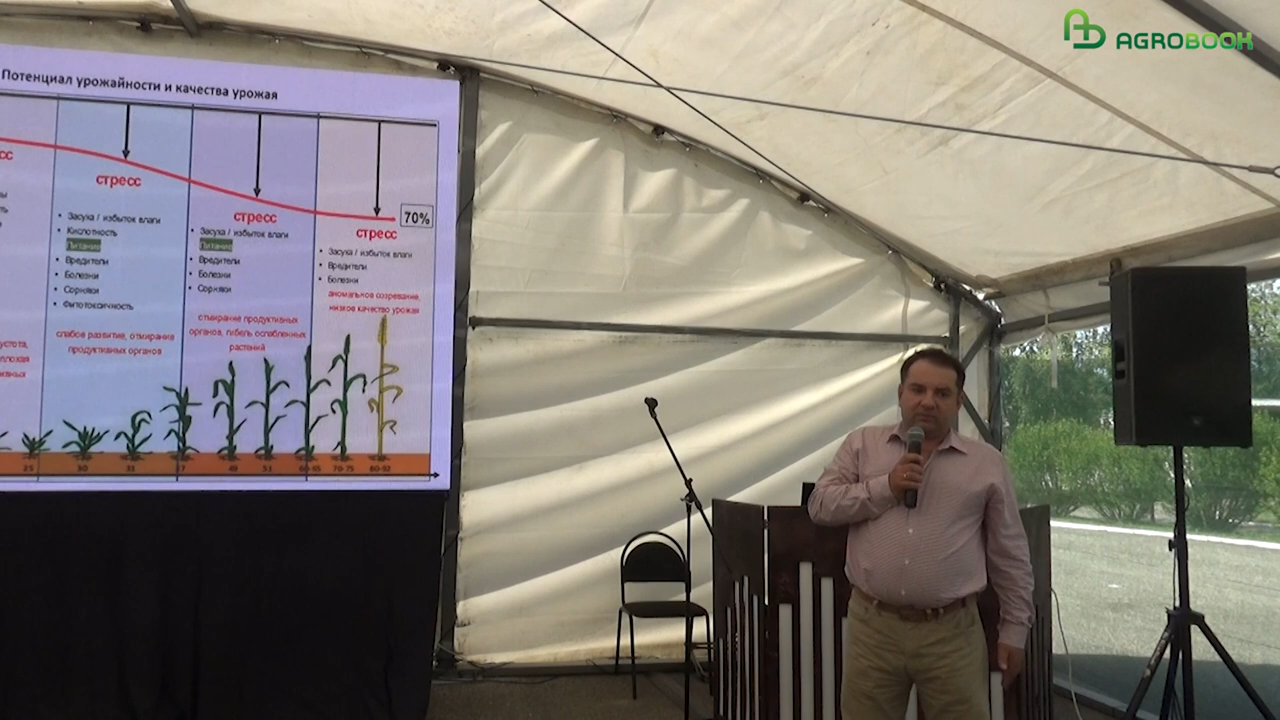 AGROBOOK
Потенциал урожайности и качества урожая
стресс
Засуха / избыток влаги
Кислотность
Питание
Вредители
Болезни
Сорняки
Фитотоксичность
слабое развитие, отмирание
продуктивных органов
стресс
Засуха / избыток влаги
Питание
Вредители
Болезни
Сорняки
отмирание продуктивных
органов, гибель ослабленных
растений
70%
стресс
Засуха / избыток влаги
Вредители
Болезни
аномальное созревание,
низкое качество урожая
25 30 31 37 49 51 60-65 70-75 80-92